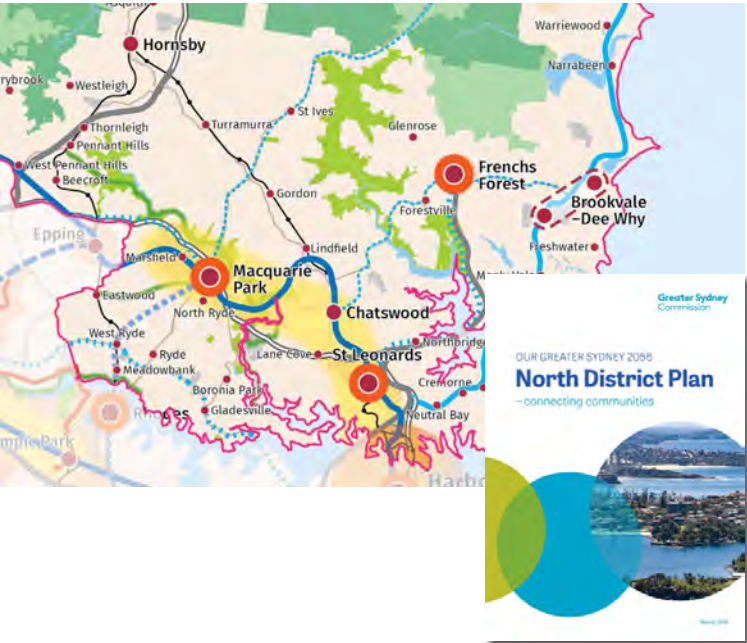 Hornsby
Westleigh
Thornleigh
Pennant Hills
West Pennant Hills
Beecroft
Turramurra
St Ives
Gordon
Lindfield
Glenrose
Warriewood
Narrabeen
Frenchs
Forest
Forestville
Brookvale
–Dee Why
Freshwater
Epping
Marsfield
Macquarie
Park
North Ryde
Eastwood
West Ryde
Ryde
Meadowbank
Chatswood
Lane Cove
St Leonards
Northbridge
Cremorne
Neutral Bay
Boronia Park
Gladesville
Rhodes
Greater Sydney
Commission
OUR GREATER SYDNEY 2056
North District Plan
– connecting communities
March 2018